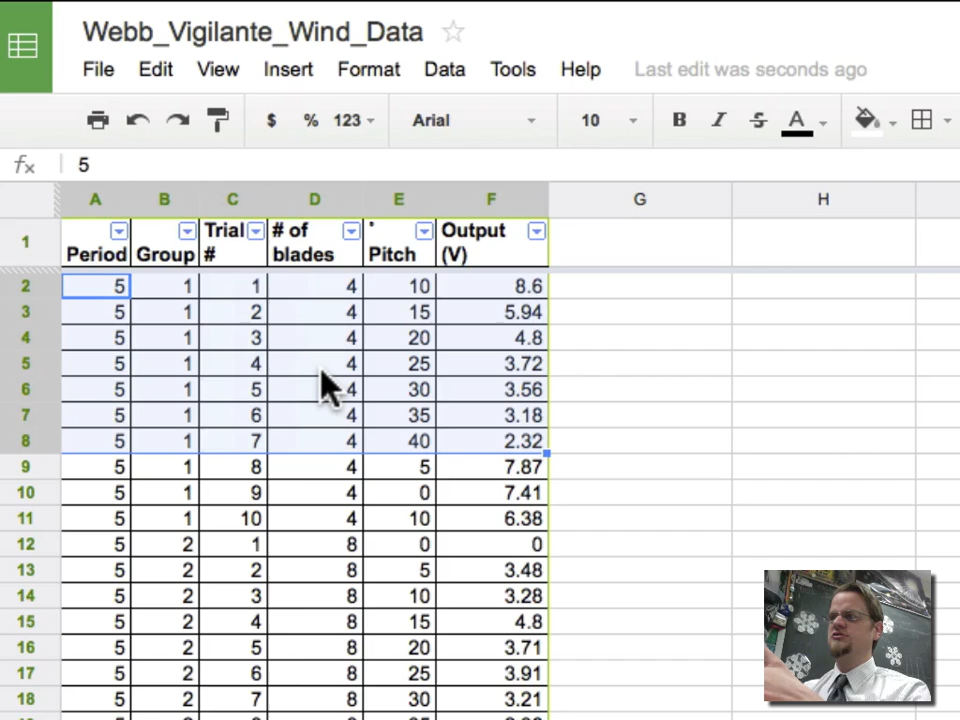 Webb_Vigilante_Wind_Data
File Edit View Insert Format Data Tools Help Last edit was seconds ago
$ % 123 Arial 10 B I S A
fx 5
A B C D E F G H
1 Period Group Trial # # of blades ' Pitch Output (V)
2 5 1 1 4 10 8.6
3 5 1 2 4 15 5.94
4 5 1 3 4 20 4.8
5 5 1 4 4 25 3.72
6 5 1 5 4 30 3.56
7 5 1 6 4 35 3.18
8 5 1 7 4 40 2.32
9 5 1 8 4 5 7.87
10 5 1 9 4 0 7.41
11 5 1 10 4 10 6.38
12 5 2 1 8 0 0
13 5 2 2 8 5 3.48
14 5 2 3 8 10 3.28
15 5 2 4 8 15 4.8
16 5 2 5 8 20 3.71
17 5 2 6 8 25 3.91
18 5 2 7 8 30 3.21